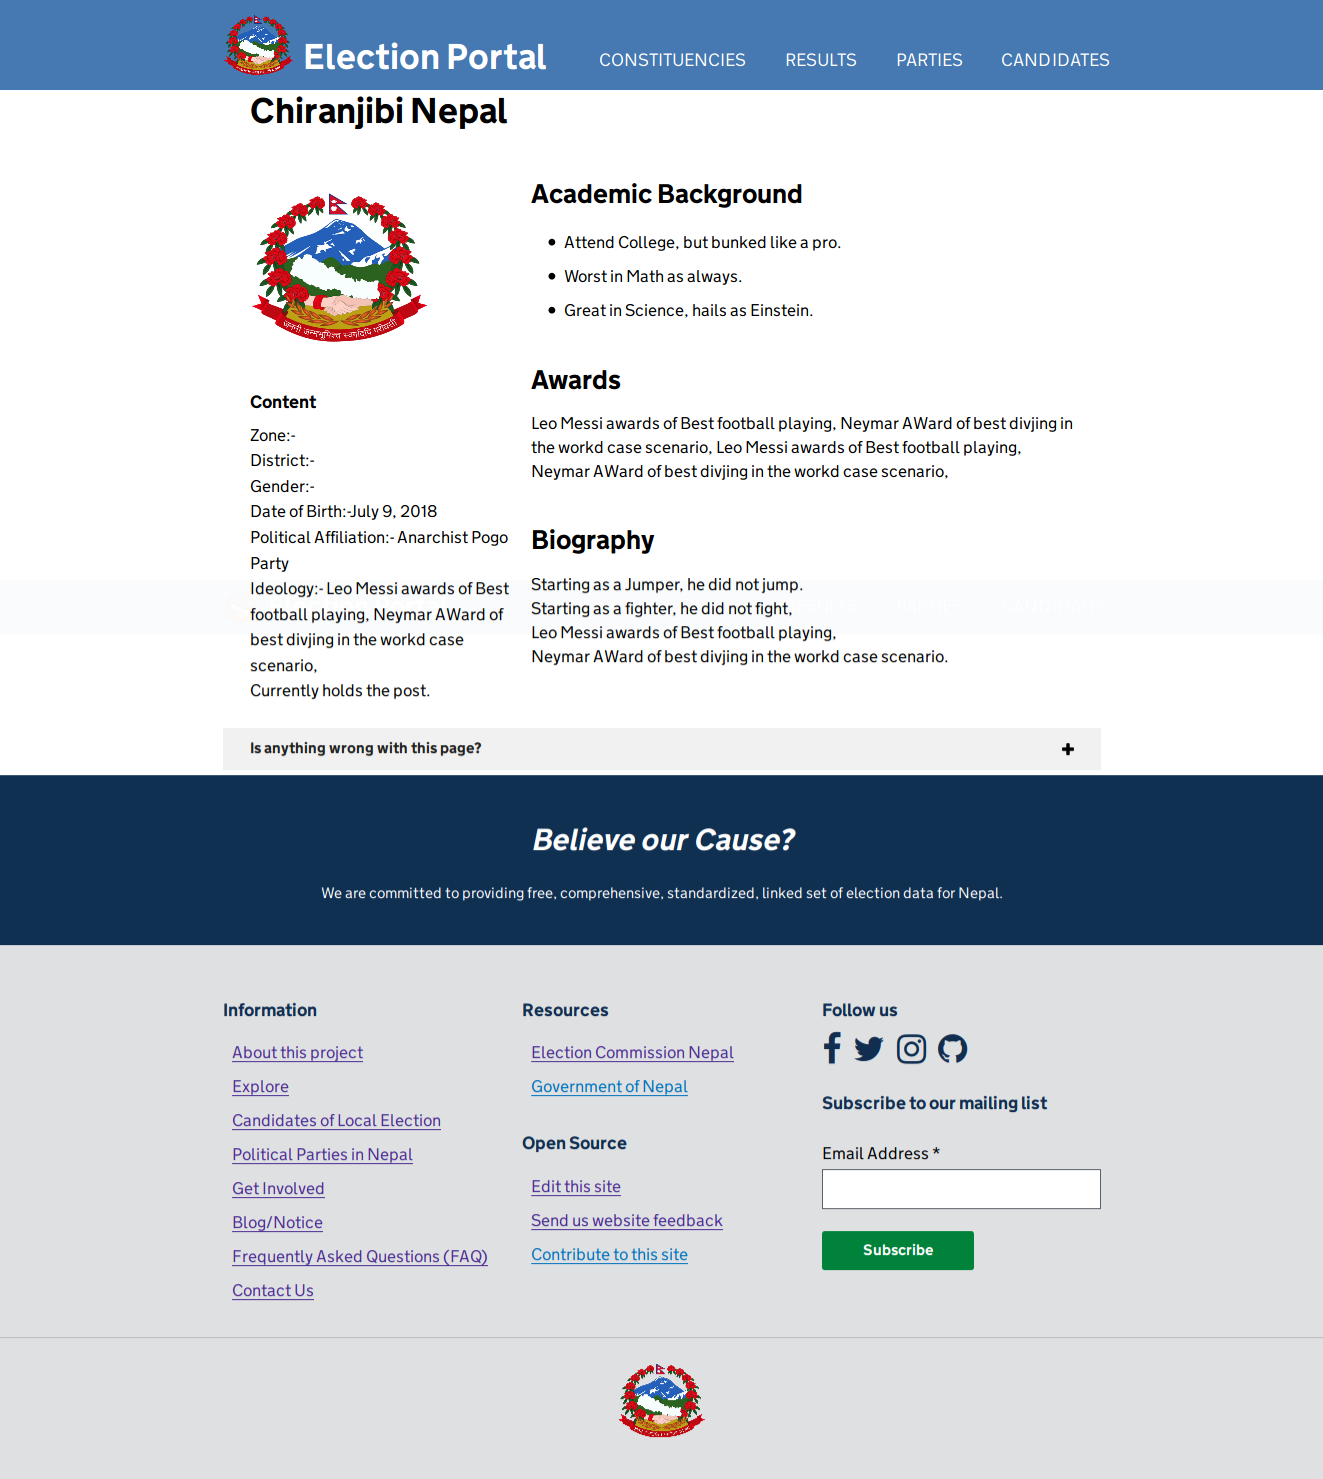 Election Portal
CONSTITUENCIES
RESULTS
PARTIES
CANDIDATES
Chiranjibi Nepal
Content
Zone:-
District:-
Gender:-
Date of Birth:-July 9, 2018
Political Affiliation:- Anarchist Pogo
Party
Ideology:- Leo Messi awards of Best
football playing, Neymar AWard of
best divjing in the workd case
scenario,
Currently holds the post.
Academic Background
Attend College, but bunked like a pro.
Worst in Math as always.
Great in Science, hails as Einstein.
Awards
Leo Messi awards of Best football playing, Neymar AWard of best divjing in
the workd case scenario, Leo Messi awards of Best football playing,
Neymar AWard of best divjing in the workd case scenario,
Biography
Starting as a Jumper, he did not jump.
Starting as a fighter, he did not fight,
Leo Messi awards of Best football playing,
Neymar AWard of best divjing in the workd case scenario.
Is anything wrong with this page?
Believe our Cause?
We are committed to providing free, comprehensive, standardized, linked set of election data for Nepal.
Information
About this project
Explore
Candidates of Local Election
Political Parties in Nepal
Get Involved
Blog/Notice
Frequently Asked Questions (FAQ)
Contact Us
Resources
Election Commission Nepal
Government of Nepal
Open Source
Edit this site
Send us website feedback
Contribute to this site
Follow us
Subscribe to our mailing list
Email Address *
Subscribe